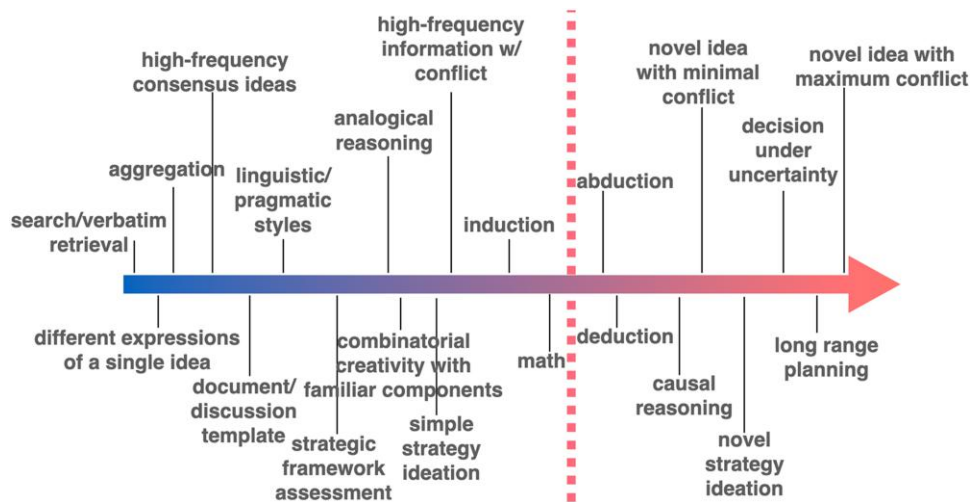 high-frequency
consensus ideas
high-frequency
information w/
conflict
novel idea
with minimal
conflict
novel idea with
maximum conflict
aggregation
linguistic/
pragmatic
styles
analogical
reasoning
decision
under
uncertainty
search/verbatim
retrieval
induction
abduction
different expressions
of a single idea
document/
discussion
template
strategic
framework
assessment
combinatorial
creativity with
familiar components
simple
strategy
ideation
math
deduction
causal
reasoning
novel
strategy
ideation
long range
planning